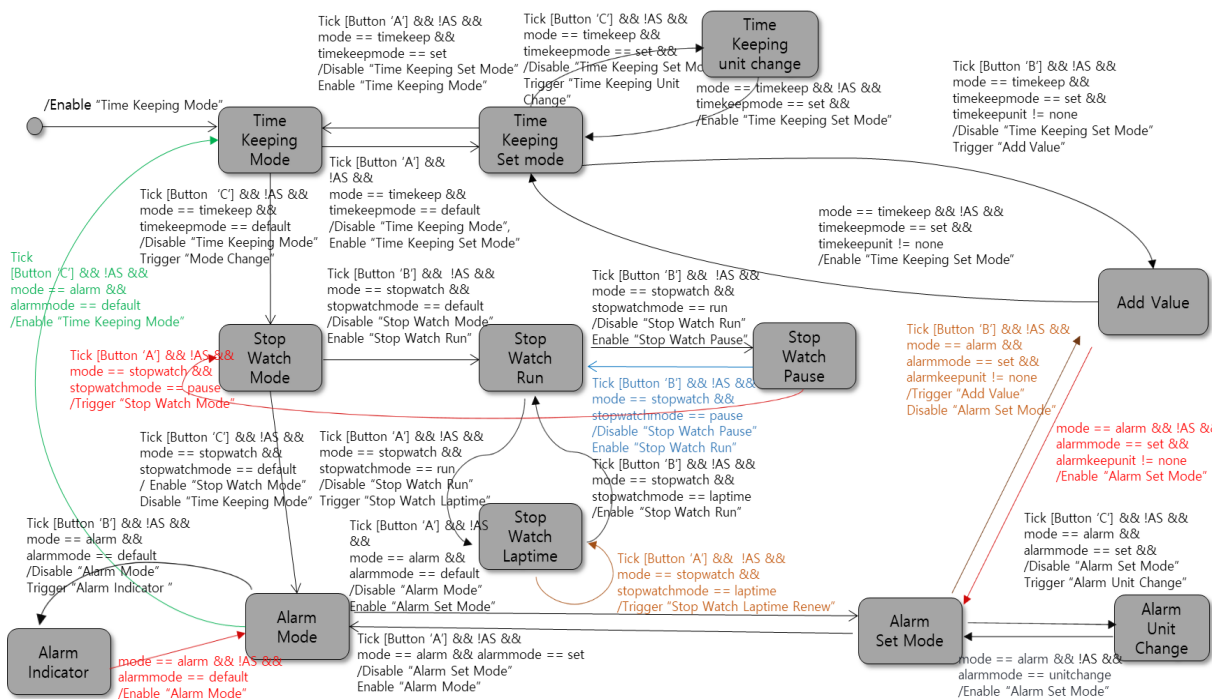 Tick [Button ‘A’] && !AS &&
mode == timekeep &&
timekeepmode == set
/Disable “Time Keeping Set Mode”
Enable “Time Keeping Mode”
Tick [Button ‘C’] && !AS &&
mode == timekeep &&
timekeepmode == set &&
/Disable “Time Keeping Set Mo
Trigger “Time Keeping Unit
Change”
Time
Keeping
unit change
mode == timekeep && !AS &&
timekeepmode == set &&
/Enable “Time Keeping Set Mode”
Tick [Button ‘B’] && !AS &&
mode == timekeep &&
timekeepmode == set &&
timekeepunit != none
/Disable “Time Keeping Set Mode”
Trigger “Add Value”
/Enable “Time Keeping Mode”
Time
Keeping
Mode
Time
Keeping
Set mode
Tick [Button ‘C’] && !AS &&
mode == timekeep &&
timekeepmode == default
/Disable “Time Keeping Mode”
Trigger “Mode Change”
Tick [Button ‘A’] &&
!AS &&
mode == timekeep &&
timekeepmode == default
/Disable “Time Keeping Mode”,
Enable “Time Keeping Set Mode”
mode == timekeep && !AS &&
timekeepmode == set &&
timekeepunit != none
/Enable “Time Keeping Set Mode”
Tick
[Button ‘C’] && !AS &&
mode == alarm &&
alarmmode == default
/Enable “Time Keeping Mode”
Tick [Button ‘B’] && !AS &&
mode == stopwatch &&
stopwatchmode == default
/Disable “Stop Watch Mode”
Enable “Stop Watch Run”
Tick [Button ‘B’] && !AS &&
mode == stopwatch &&
stopwatchmode == run
/Disable “Stop Watch Run”
Enable “Stop Watch Pause”
Add Value
Stop
Watch
Mode
Stop
Watch
Run
Stop
Watch
Pause
Tick [Button ‘A’] && !AS &&
mode == stopwatch &&
stopwatchmode == pause
/Trigger “Stop Watch Mode”
Tick [Button ‘B’] && !AS &&
mode == stopwatch &&
stopwatchmode == pause
/Disable “Stop Watch Pause”
Enable “Stop Watch Run”
Tick [Button ‘B’] && !AS &&
mode == alarm &&
alarmmode == set &&
alarmkeepunit != none
/Trigger “Add Value”
Disable “Alarm Set Mode”
mode == alarm && !AS &&
alarmmode == set &&
alarmkeepunit != none
/Enable “Alarm Set Mode”
Tick [Button ‘C’] && !AS &&
mode == stopwatch &&
stopwatchmode == default
/ Enable “Stop Watch Mode”
Disable “Time Keeping Mode”
Tick [Button ‘A’] && !AS &&
mode == stopwatch &&
stopwatchmode == run
/Disable “Stop Watch Run”
Trigger “Stop Watch Laptime”
Tick [Button ‘B’] && !AS &&
mode == stopwatch &&
stopwatchmode == laptime
/Enable “Stop Watch Run”
Stop
Watch
Laptime
Tick [Button ‘B’] && !AS &&
mode == alarm &&
alarmmode == default
/Disable “Alarm Mode”
Trigger “Alarm Indicator ”
Tick [Button ‘A’] && !AS
&&
mode == alarm &&
alarmmode == default
/Disable “Alarm Mode”
Enable “Alarm Set Mode”
Tick [Button ‘A’] && !AS &&
mode == stopwatch &&
stopwatchmode == laptime
/Trigger “Stop Watch Laptime Renew”
Tick [Button ‘C’] && !AS &&
mode == alarm &&
alarmmode == set &&
/Disable “Alarm Set Mode”
Trigger “Alarm Unit Change”
Alarm
Indicator
Alarm
Mode
Alarm
Set Mode
Alarm
Unit
Change
mode == alarm && !AS &&
alarmmode == default
/Enable “Alarm Mode”
Tick [Button ‘A’] && !AS &&
mode == alarm && alarmmode == set
/Disable “Alarm Set Mode”
Enable “Alarm Mode”
mode == alarm && !AS &&
alarmmode == unitchange
/Enable “Alarm Set Mode”